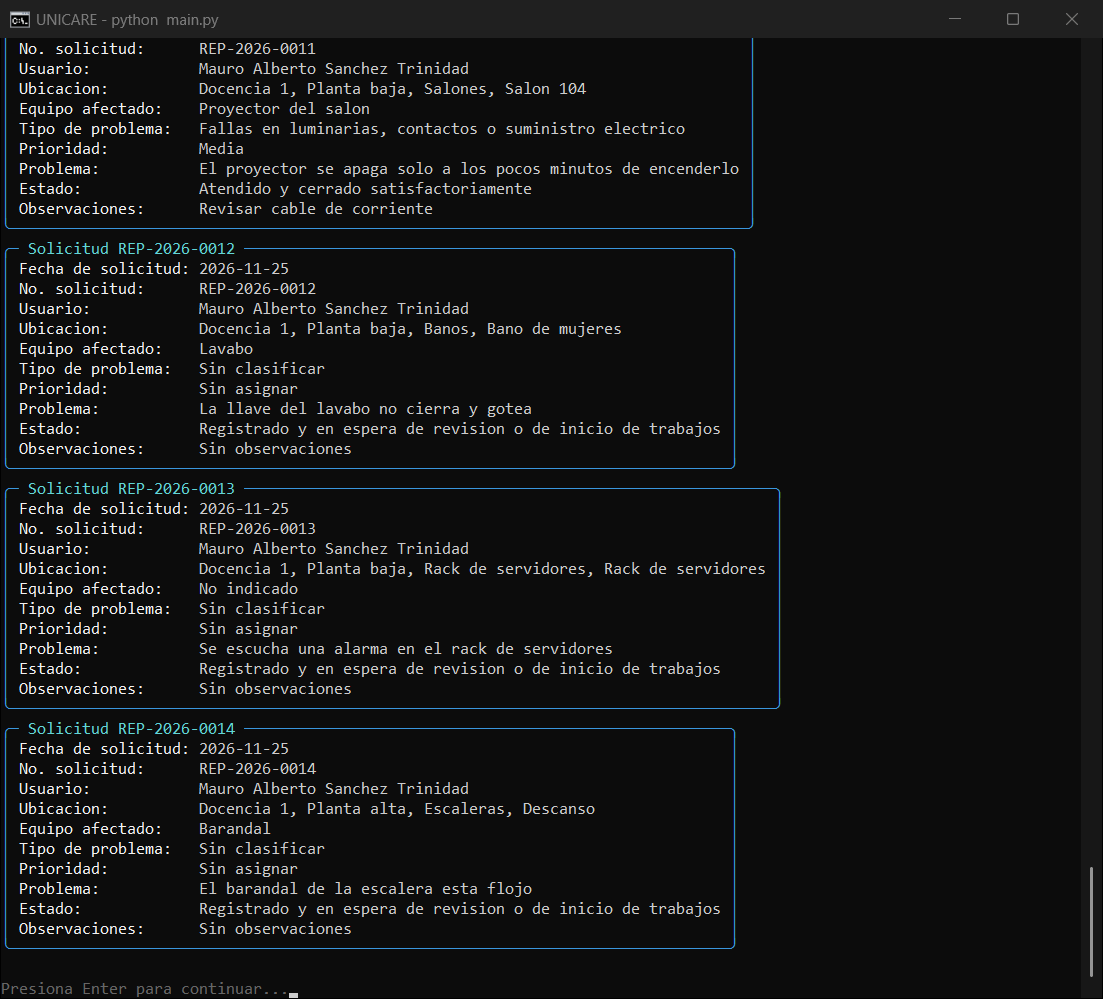 UNICARE - python  main.py
No. solicitud:      REP-2026-0011
Usuario:            Mauro Alberto Sanchez Trinidad
Ubicacion:          Docencia 1, Planta baja, Salones, Salon 104
Equipo afectado:    Proyector del salon
Tipo de problema:   Fallas en luminarias, contactos o suministro electrico
Prioridad:          Media
Problema:           El proyector se apaga solo a los pocos minutos de encenderlo
Estado:             Atendido y cerrado satisfactoriamente
Observaciones:      Revisar cable de corriente
Solicitud REP-2026-0012
Fecha de solicitud: 2026-11-25
No. solicitud:      REP-2026-0012
Usuario:            Mauro Alberto Sanchez Trinidad
Ubicacion:          Docencia 1, Planta baja, Banos, Bano de mujeres
Equipo afectado:    Lavabo
Tipo de problema:   Sin clasificar
Prioridad:          Sin asignar
Problema:           La llave del lavabo no cierra y gotea
Estado:             Registrado y en espera de revision o de inicio de trabajos
Observaciones:      Sin observaciones
Solicitud REP-2026-0013
Fecha de solicitud: 2026-11-25
No. solicitud:      REP-2026-0013
Usuario:            Mauro Alberto Sanchez Trinidad
Ubicacion:          Docencia 1, Planta baja, Rack de servidores, Rack de servidores
Equipo afectado:    No indicado
Tipo de problema:   Sin clasificar
Prioridad:          Sin asignar
Problema:           Se escucha una alarma en el rack de servidores
Estado:             Registrado y en espera de revision o de inicio de trabajos
Observaciones:      Sin observaciones
Solicitud REP-2026-0014
Fecha de solicitud: 2026-11-25
No. solicitud:      REP-2026-0014
Usuario:            Mauro Alberto Sanchez Trinidad
Ubicacion:          Docencia 1, Planta alta, Escaleras, Descanso
Equipo afectado:    Barandal
Tipo de problema:   Sin clasificar
Prioridad:          Sin asignar
Problema:           El barandal de la escalera esta flojo
Estado:             Registrado y en espera de revision o de inicio de trabajos
Observaciones:      Sin observaciones
Presiona Enter para continuar...